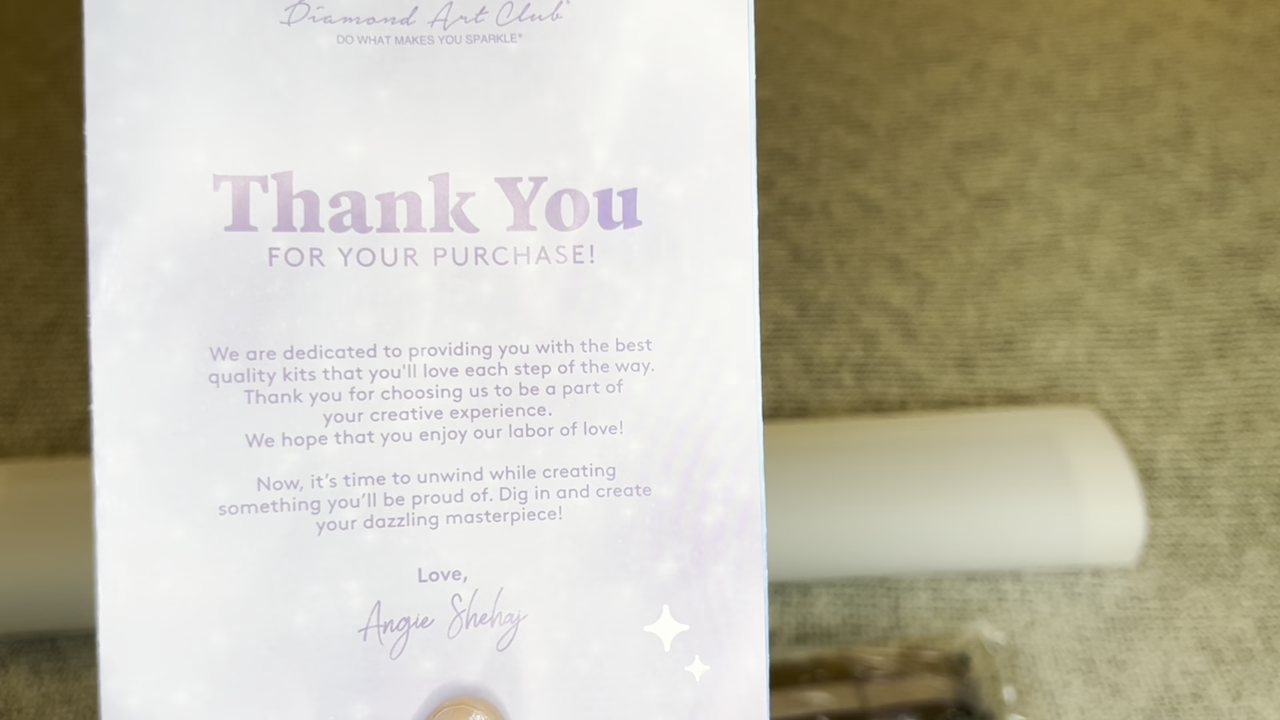 Diamond Art Club®
DO WHAT MAKES YOU SPARKLE®
Thank You
FOR YOUR PURCHASE!
We are dedicated to providing you with the best
quality kits that you'll love each step of the way.
Thank you for choosing us to be a part of
your creative experience.
We hope that you enjoy our labor of love!
Now, it’s time to unwind while creating
something you’ll be proud of. Dig in and create
your dazzling masterpiece!
Love,
Angie Shehaj